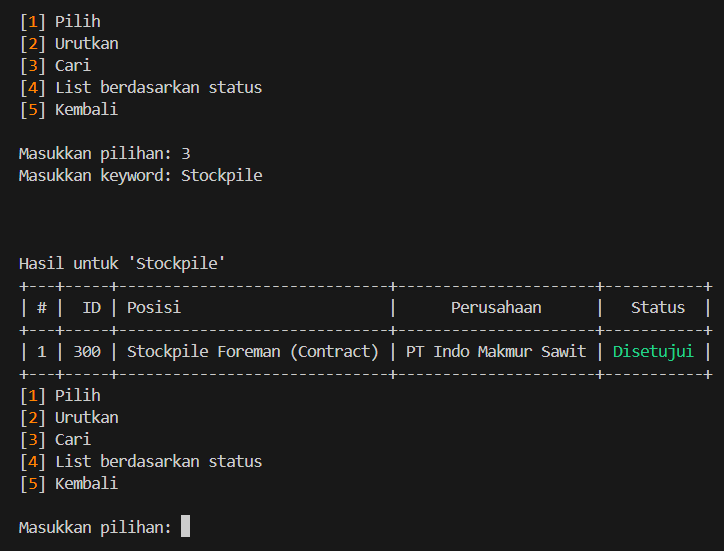 [1] Pilih
[2] Urutkan
[3] Cari
[4] List berdasarkan status
[5] Kembali
Masukkan pilihan: 3
Masukkan keyword: Stockpile
Hasil untuk 'Stockpile'
+---+-----+------------------------------+----------------------+-----------+
| # |  ID | Posisi                       |      Perusahaan      |   Status  |
+---+-----+------------------------------+----------------------+-----------+
| 1 | 300 | Stockpile Foreman (Contract) | PT Indo Makmur Sawit | Disetujui |
+---+-----+------------------------------+----------------------+-----------+
[1] Pilih
[2] Urutkan
[3] Cari
[4] List berdasarkan status
[5] Kembali
Masukkan pilihan: